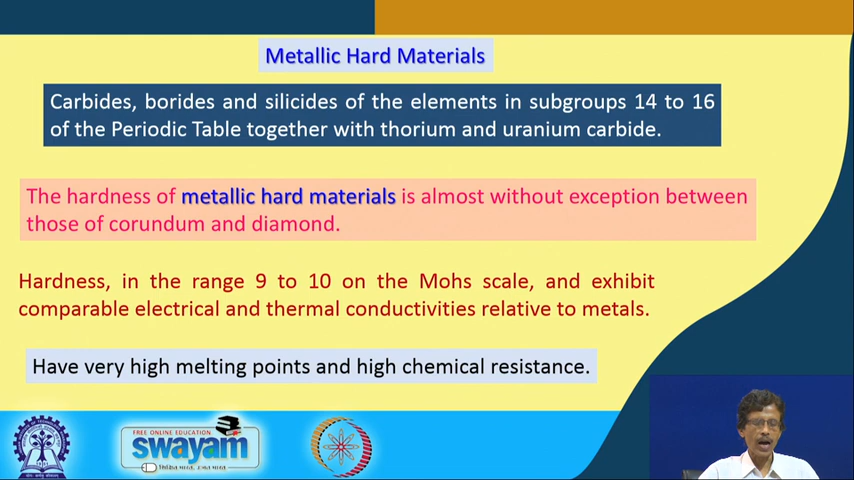 Metallic Hard Materials
Carbides, borides and silicides of the elements in subgroups 14 to 16
of the Periodic Table together with thorium and uranium carbide.
The hardness of metallic hard materials is almost without exception between
those of corundum and diamond.
Hardness, in the range 9 to 10 on the Mohs scale, and exhibit
comparable electrical and thermal conductivities relative to metals.
Have very high melting points and high chemical resistance.
FREE ONLINE EDUCATION
swayam